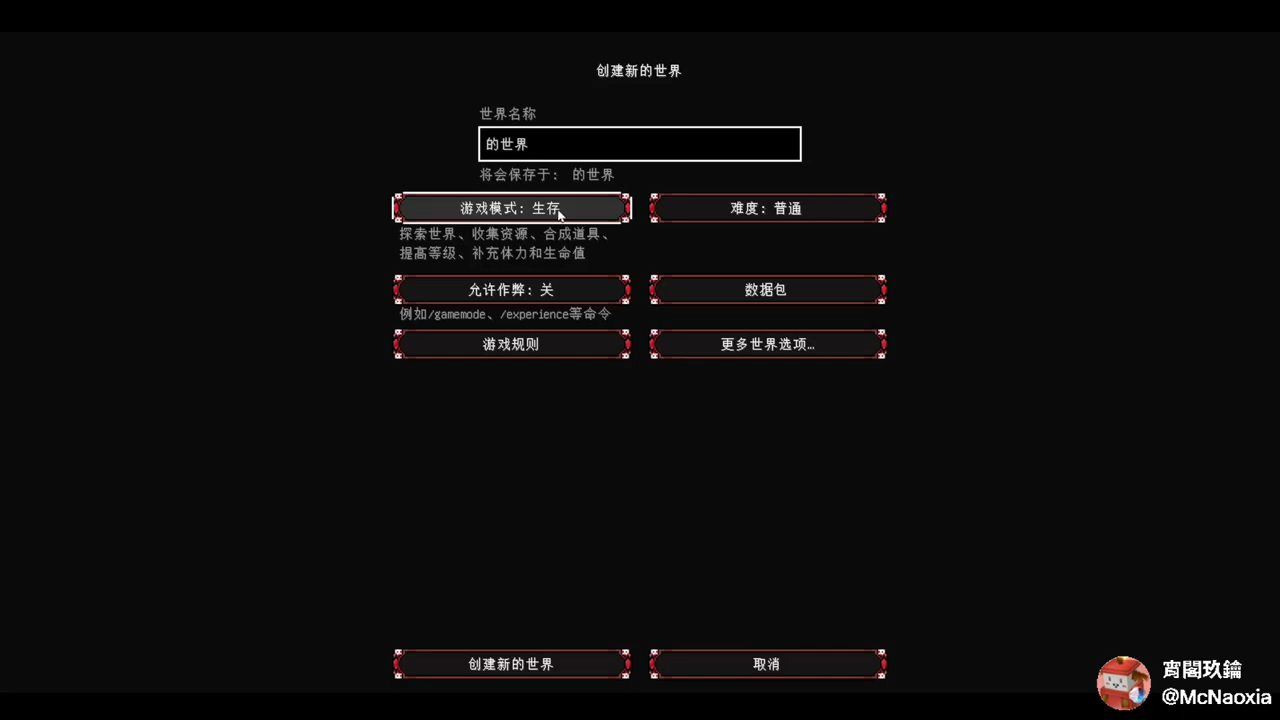 创建新的世界
世界名称
的世界
将会保存于： 的世界
游戏模式：生存
难度：普通
探索世界、收集资源、合成道具、
提高等级、补充体力和生命值
允许作弊：关
数据包
例如/gamemode、/experience等命令
游戏规则
更多世界选项…
创建新的世界
取消
宵閣玖鑰
@McNaoxia